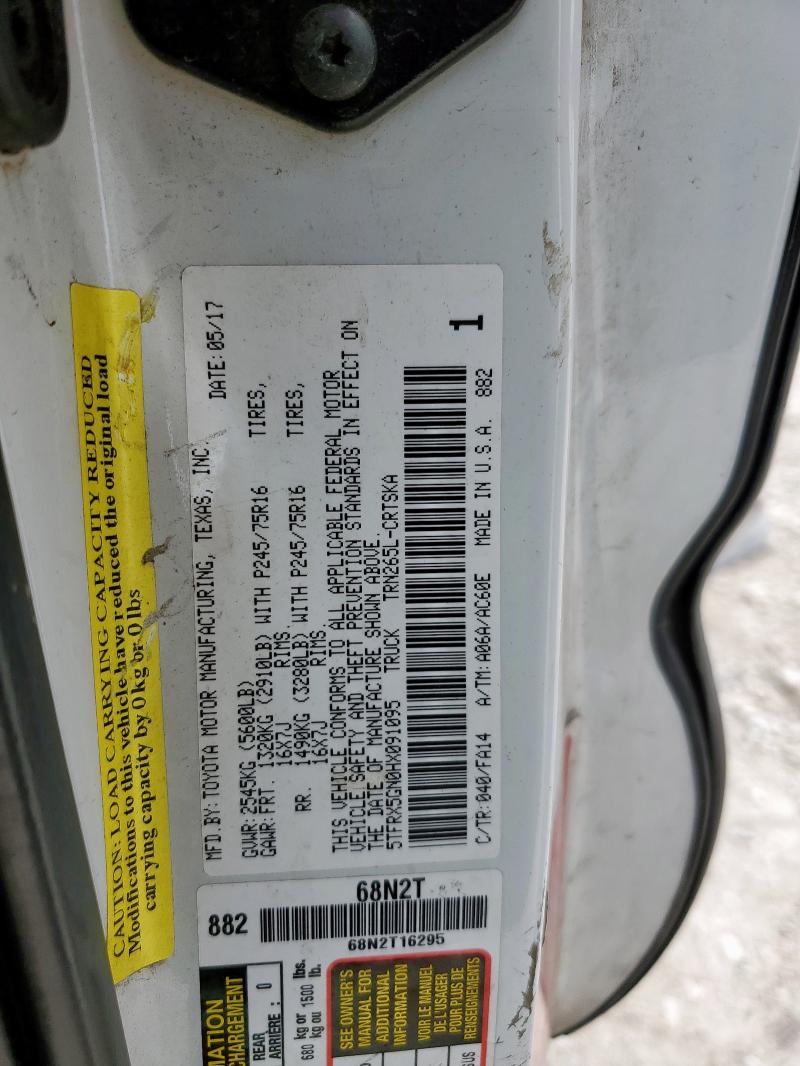 CAUTION: LOAD CARRYING CAPACITY REDUCED
Modifications to this vehicle have reduced the original load
carrying capacity by 0 kg or 0 lbs
MFD.BY: TOYOTA MOTOR MANUFACTURING, TEXAS, INC. DATE: 05/17
GVWR: 2545KG (5600LB)
GAWR: FRT. 1320KG (2910LB) WITH P245/75R16 TIRES,
16X7J RIMS
RR. 1490KG (3280LB) WITH P245/75R16 TIRES,
16X7J RIMS
THIS VEHICLE CONFORMS TO ALL APPLICABLE FEDERAL MOTOR
VEHICLE SAFETY AND THEFT PREVENTION STANDARDS IN EFFECT ON
THE DATE OF MANUFACTURE SHOWN ABOVE.
5TFRX5GN0HX091095 TRUCK TRN265L-CRTSKA
1
C/TR: 040/FA14 A/TM: A06A/AC60E MADE IN U.S.A. 882
882 68N2T
68N2T16295
MATION
CHARGEMENT
REAR
ARRIÈRE : 0
680 kg or 1500 lbs.
kg ou lb.
SEE OWNER'S
MANUAL FOR
ADDITIONAL
INFORMATION
VOIR LE MANUEL
DE L'USAGER
POUR PLUS DE
RENSEIGNEMENTS